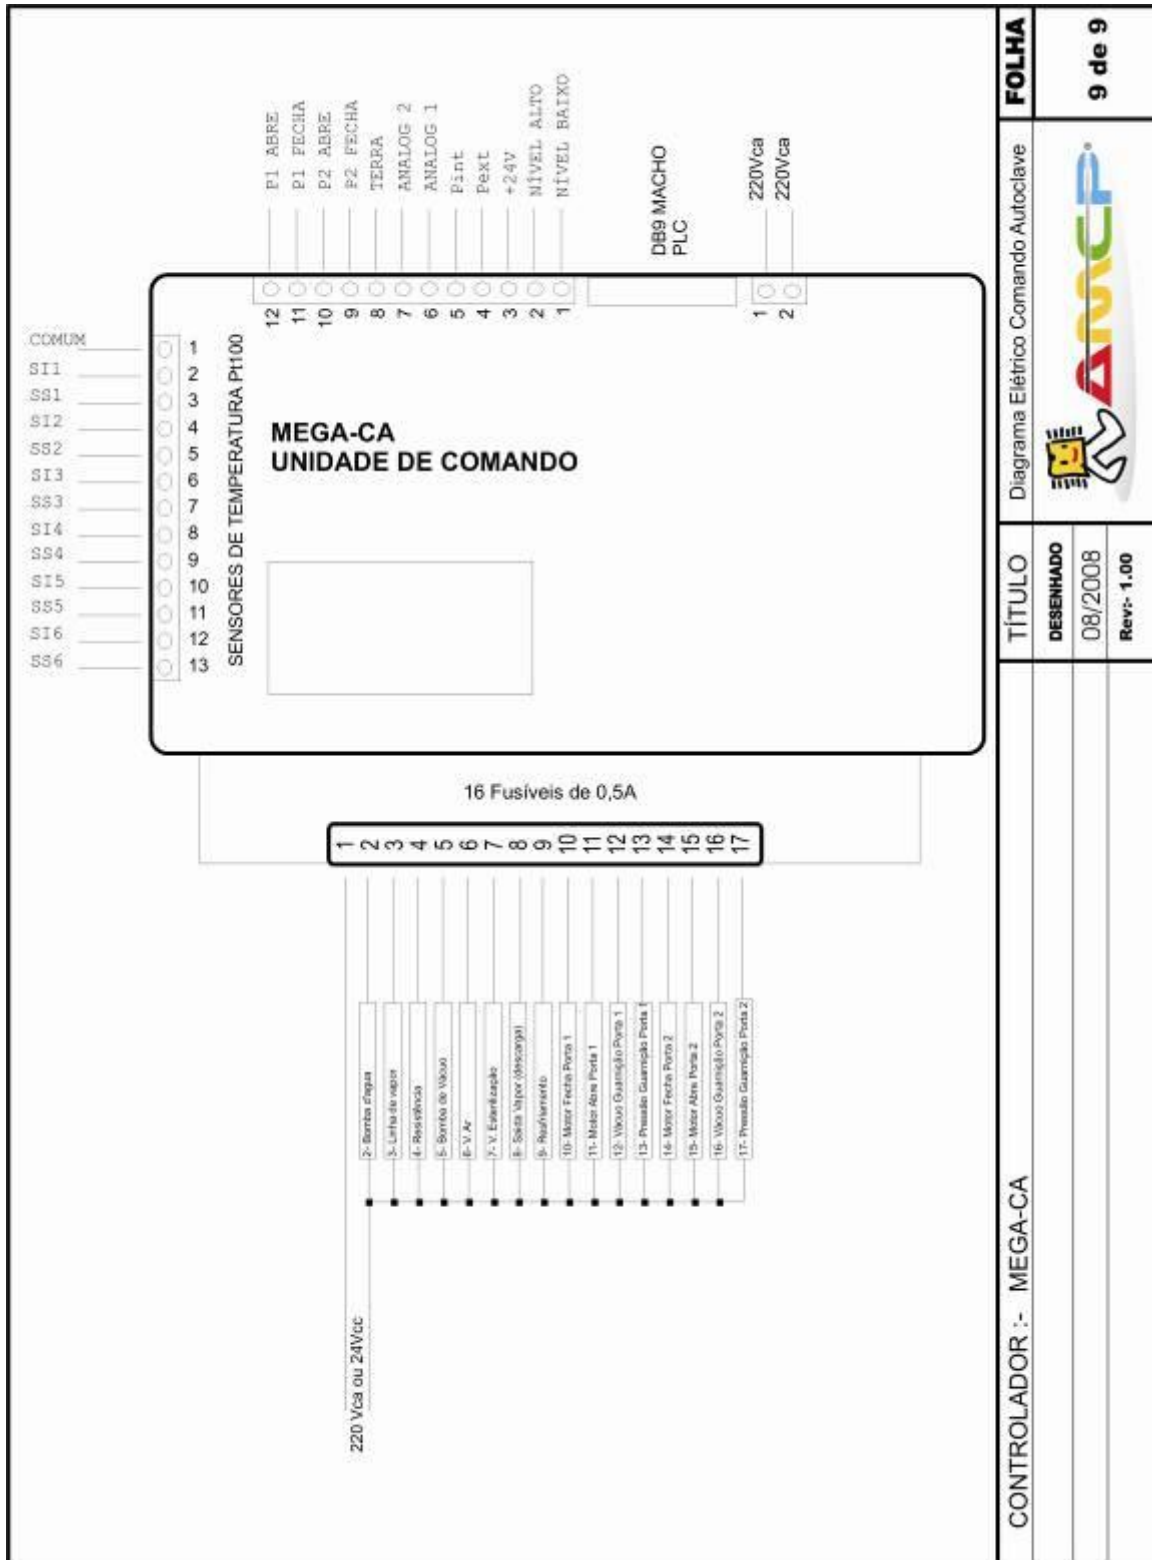 COMUM
SI1
SS1
SI2
SS2
SI3
SS3
SI4
SS4
SI5
SS5
SI6
SS6
1
2
3
4
5
6
7
8
9
10
11
12
13
SENSORES DE TEMPERATURA Pt100
P1 ABRE
P1 FECHA
P2 ABRE
P2 FECHA
TERRA
ANALOG 2
ANALOG 1
Pint
Pext
+24V
NÍVEL ALTO
NÍVEL BAIXO
12
11
10
9
8
7
6
5
4
3
2
1
DB9 MACHO
PLC
220Vca
220Vca
1
2
MEGA-CA
UNIDADE DE COMANDO
16 Fusíveis de 0,5A
1
2
3
4
5
6
7
8
9
10
11
12
13
14
15
16
17
2- Bomba d'agua
3- Linha de vapor
4- Resistência
5- Bomba de Vácuo
6- V. Ar
7- V. Esterilização
8- Saida Vapor (descarga)
9- Resfriamento
10- Motor Fecha Porta 1
11- Motor Abre Porta 1
12- Vácuo Guarnição Porta 1
13- Pressão Guarnição Porta 1
14- Motor Fecha Porta 2
15- Motor Abre Porta 2
16- Vácuo Guarnição Porta 2
17- Pressão Guarnição Porta 2
220 Vca ou 24Vcc
CONTROLADOR :- MEGA-CA
TÍTULO
Diagrama Elétrico Comando Autoclave
FOLHA
9 de 9
DESENHADO
08/2008
Rev:- 1.00
AMCP